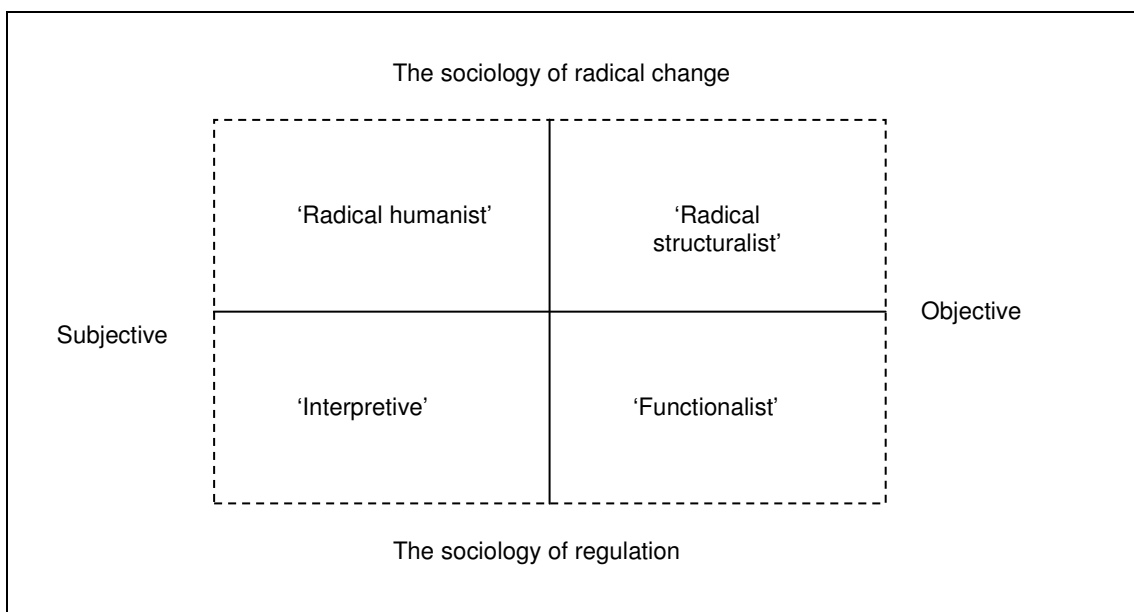 The sociology of radical change
‘Radical humanist’
‘Radical
structuralist’
Subjective
Objective
‘Interpretive’
‘Functionalist’
The sociology of regulation